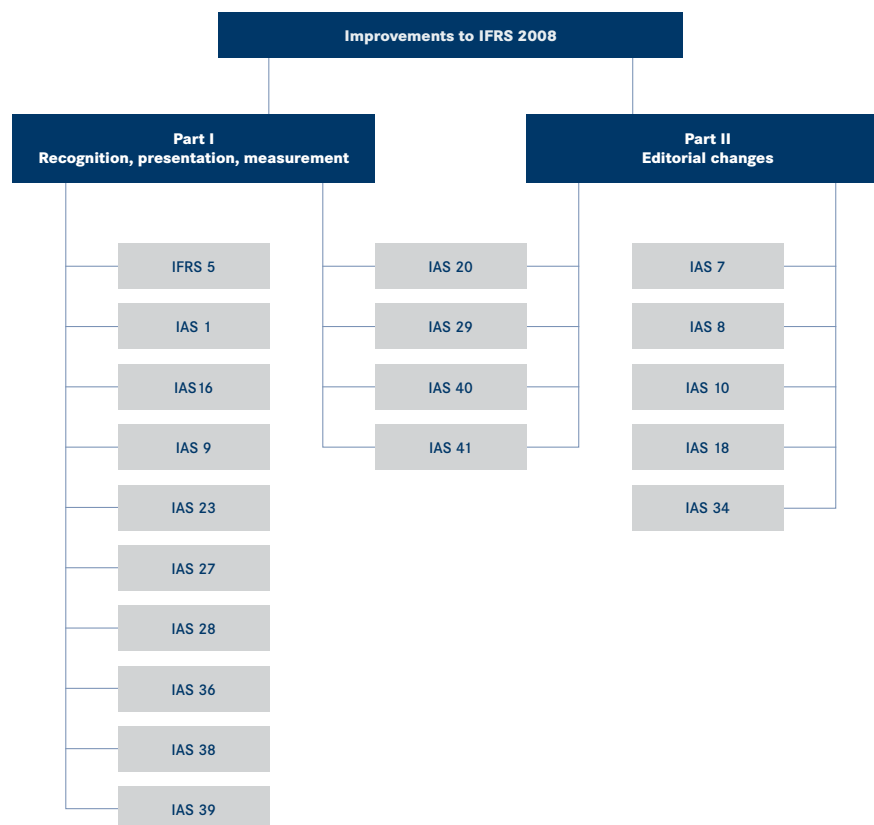 Improvements to IFRS 2008
Part I
Recognition, presentation, measurement
Part II
Editorial changes
IFRS 5
IAS 1
IAS16
IAS 9
IAS 23
IAS 27
IAS 28
IAS 36
IAS 38
IAS 39
IAS 20
IAS 29
IAS 40
IAS 41
IAS 7
IAS 8
IAS 10
IAS 18
IAS 34